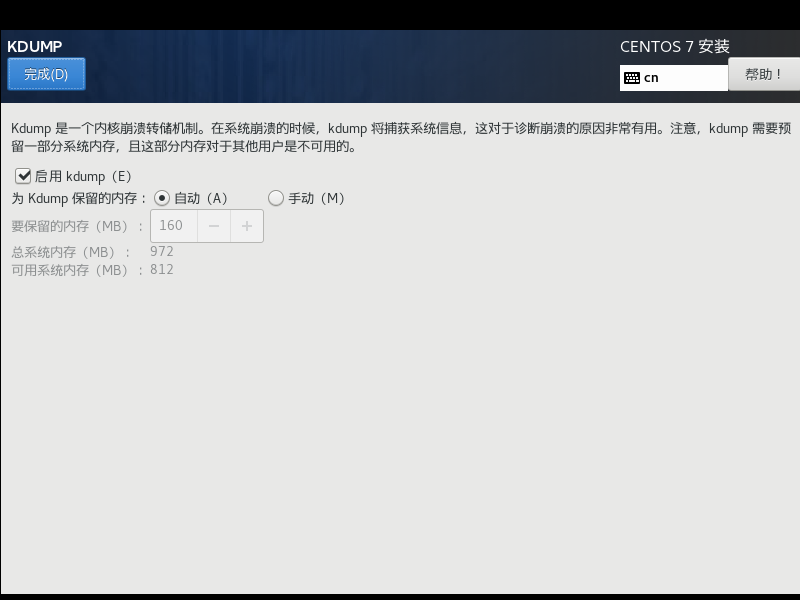 KDUMP
CENTOS 7 安装
完成(D)
cn
帮助！
Kdump 是一个内核崩溃转储机制。在系统崩溃的时候，kdump 将捕获系统信息，这对于诊断崩溃的原因非常有用。注意，kdump 需要预
留一部分系统内存，且这部分内存对于其他用户是不可用的。
启用 kdump（E）
为 Kdump 保留的内存： 自动（A） 手动（M）
要保留的内存（MB）： 160 － ＋
总系统内存（MB）： 972
可用系统内存（MB）： 812